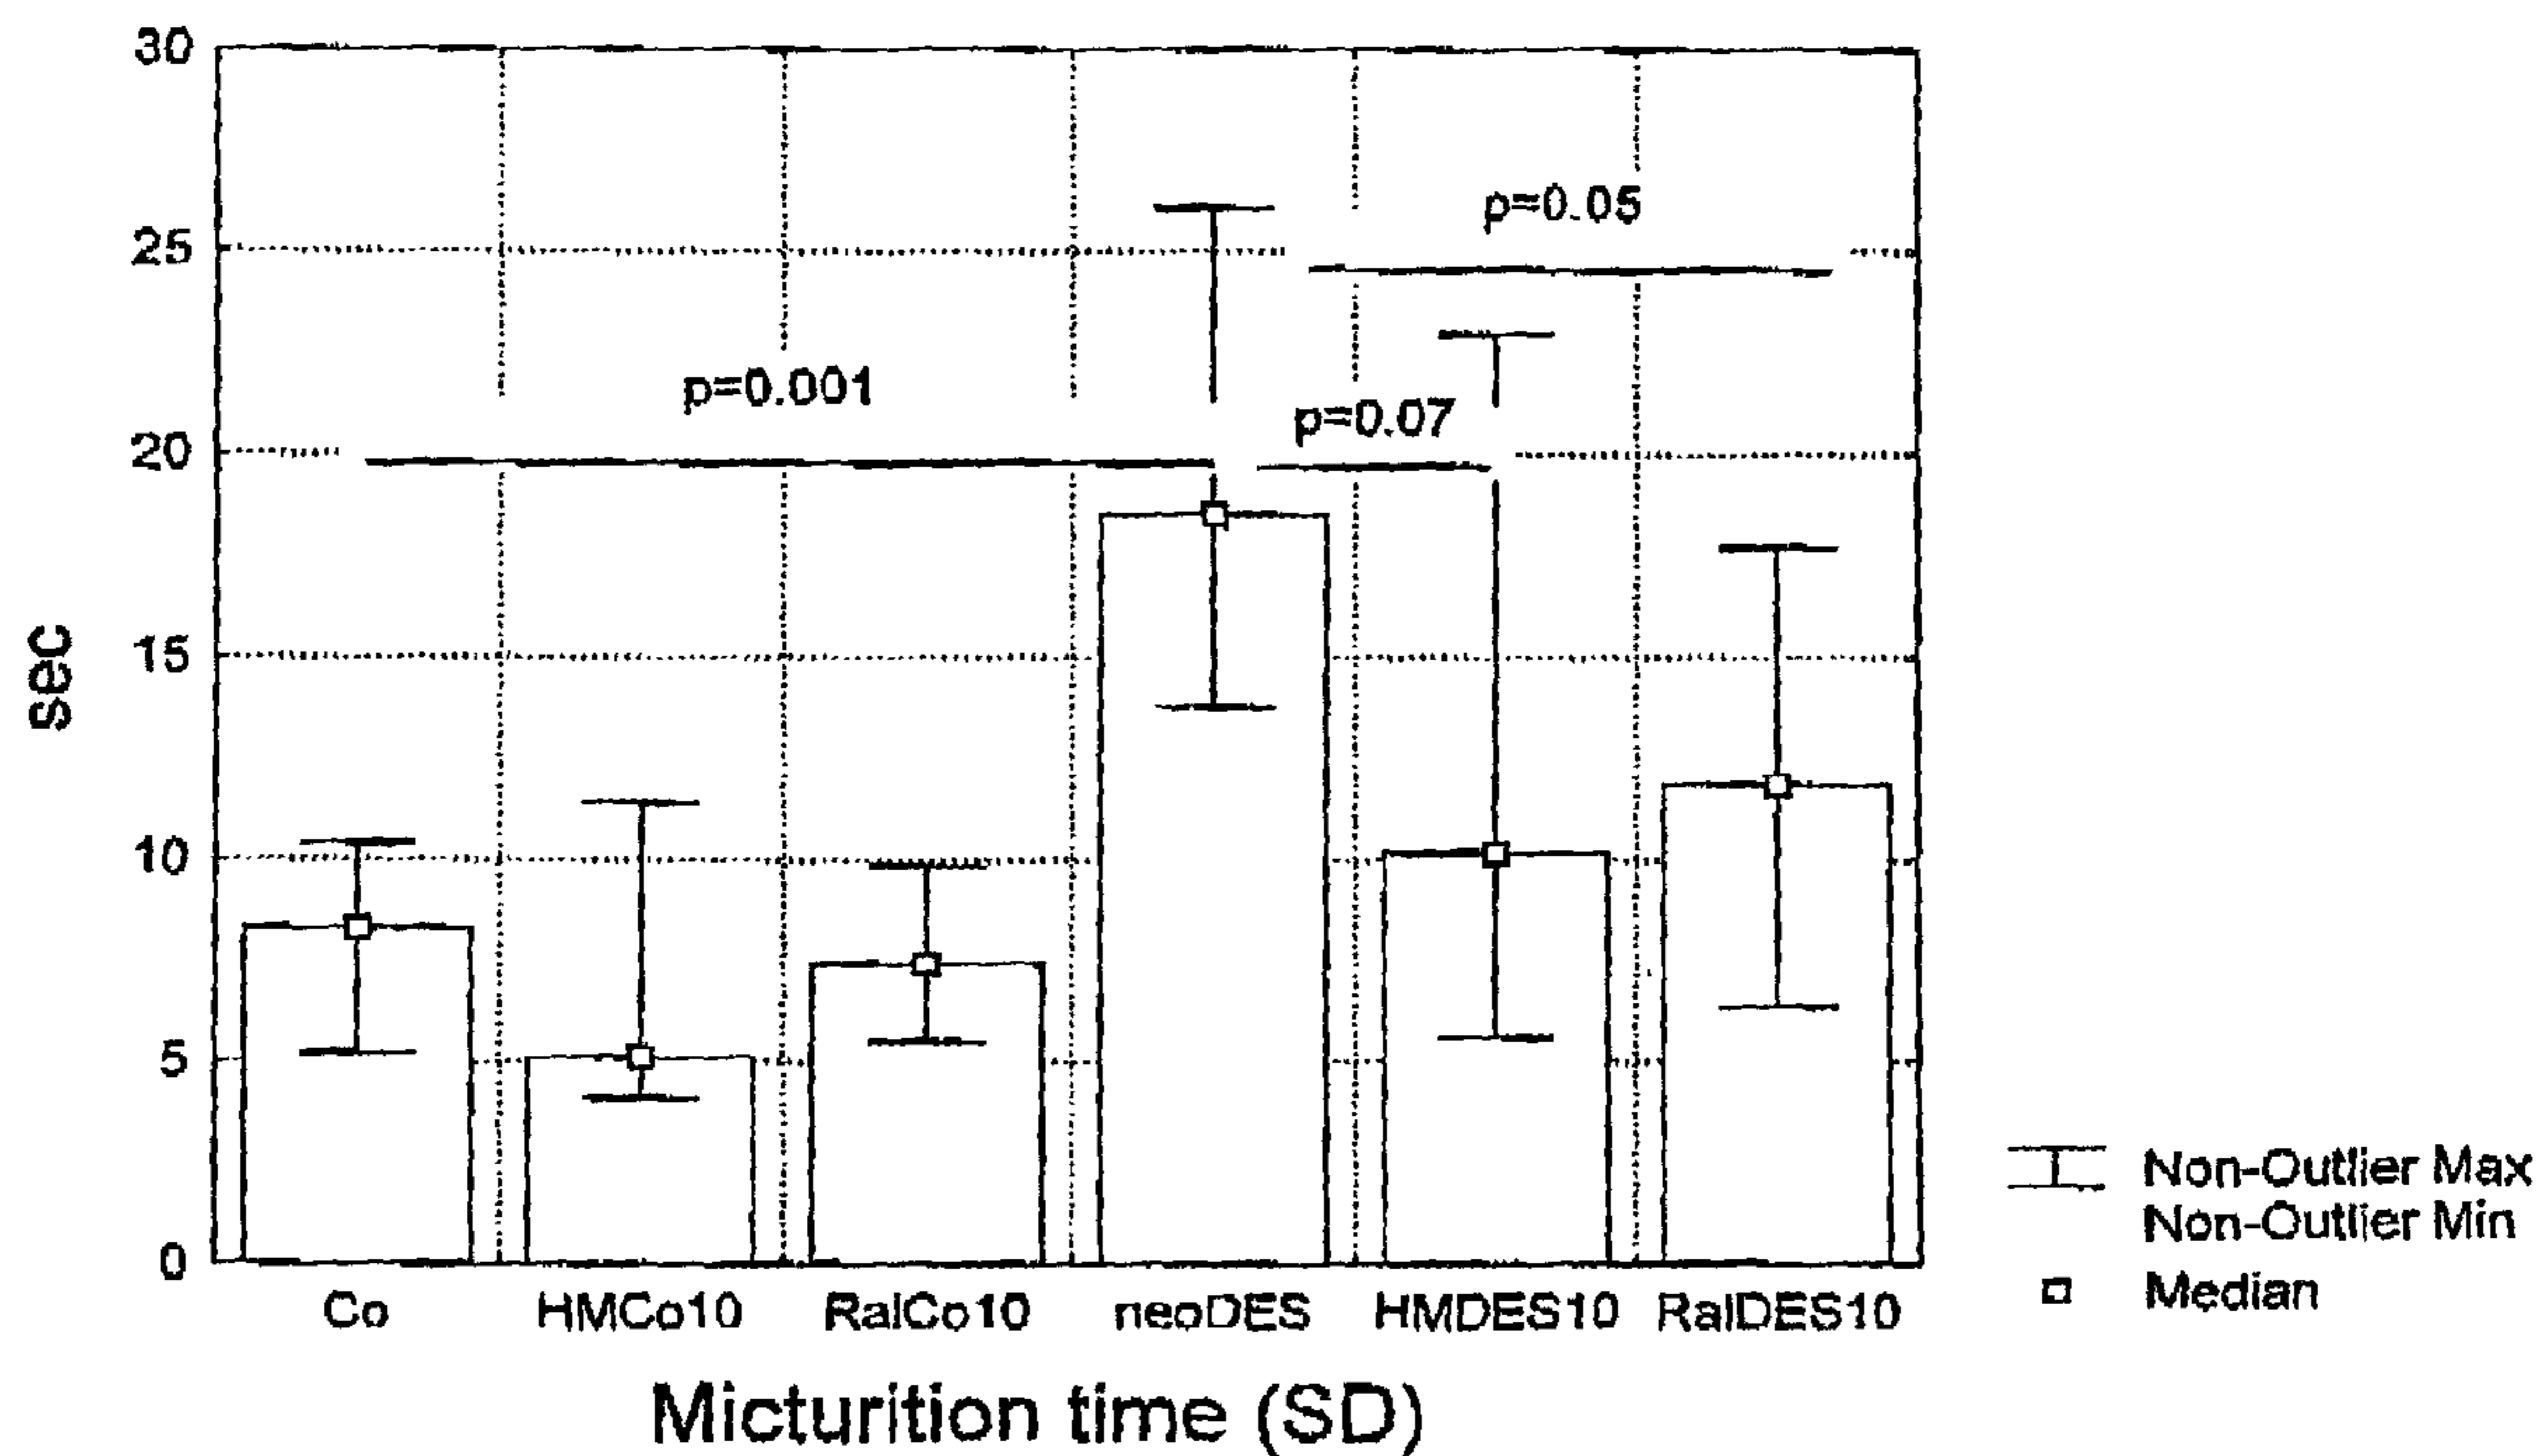 30
25
20
15
10
5
0
sec
p=0.05
p=0.001
p=0.07
Co HMCo10 RalCo10 neoDES HMDES10 RalDES10
Micturition time (SD)
Non-Outlier Max
Non-Outlier Min
Median